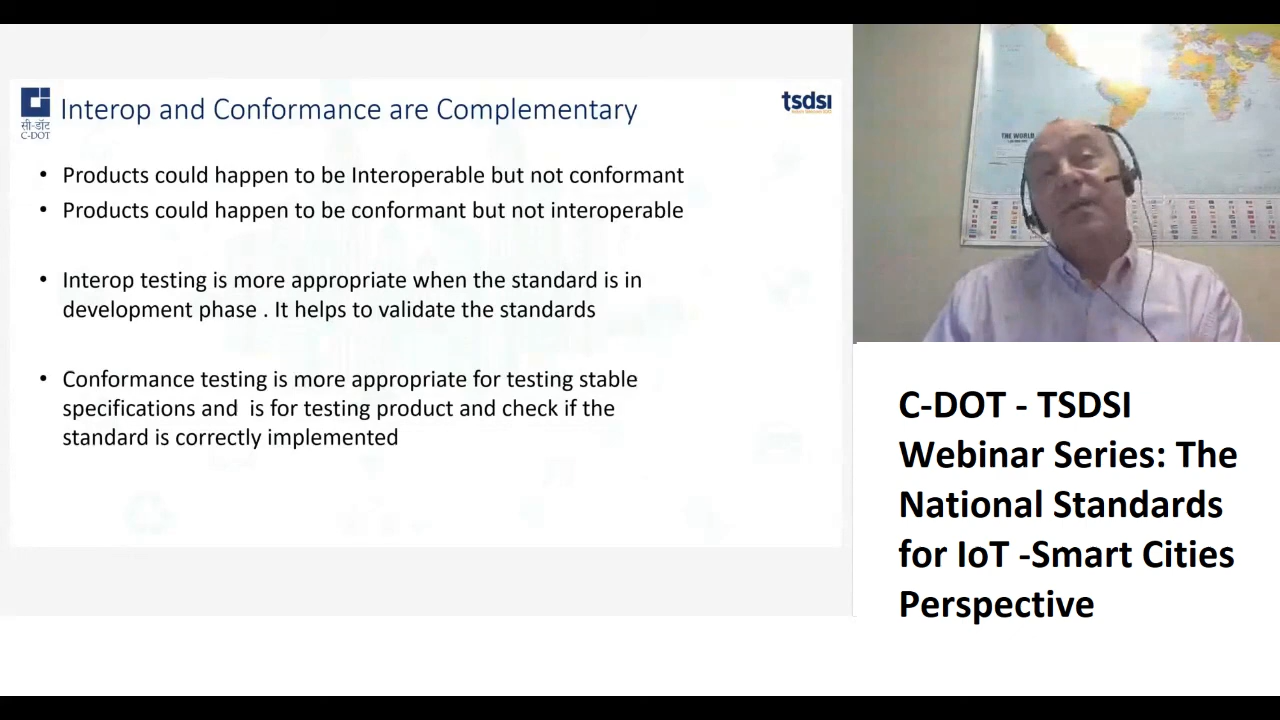 सी-डॉट
C-DOT
Interop and Conformance are Complementary
tsdsi
• Products could happen to be Interoperable but not conformant
• Products could happen to be conformant but not interoperable
• Interop testing is more appropriate when the standard is in
development phase . It helps to validate the standards
• Conformance testing is more appropriate for testing stable
specifications and  is for testing product and check if the
standard is correctly implemented
THE WORLD
C-DOT - TSDSI
Webinar Series: The
National Standards
for IoT -Smart Cities
Perspective